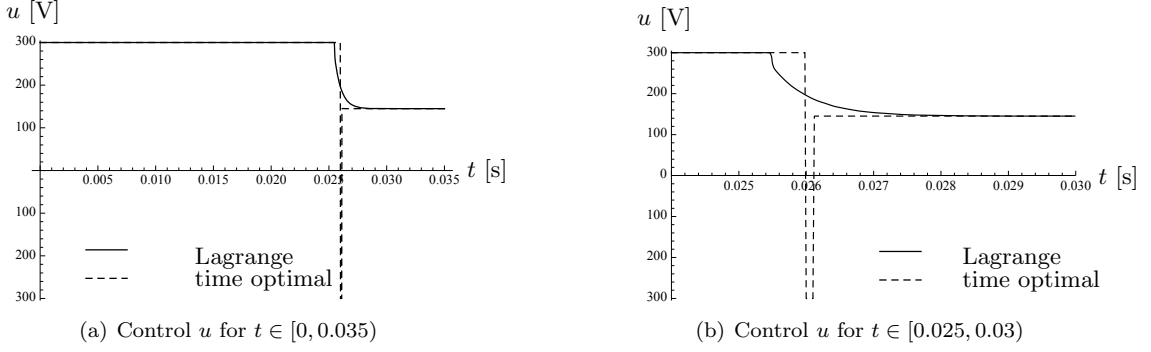 u [V]
300
200
100
0.005 0.010 0.015 0.020 0.025 0.030 0.035
t [s]
100
200
300
Lagrange
time optimal
(a) Control u for t ∈ [0, 0.035)
u [V]
300
200
100
0
0.025 0.026 0.027 0.028 0.029 0.030
t [s]
100
200
300
Lagrange
time optimal
(b) Control u for t ∈ [0.025, 0.03)